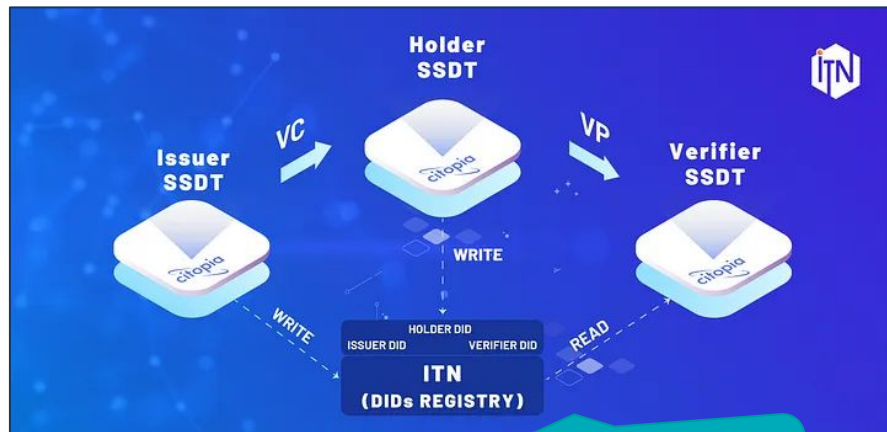 Holder
SSDT
ITN
VC
VP
Issuer
SSDT
Verifier
SSDT
citopia
citopia
citopia
WRITE
WRITE
READ
HOLDER DID
ISSUER DID
VERIFIER DID
ITN
(DIDs REGISTRY)